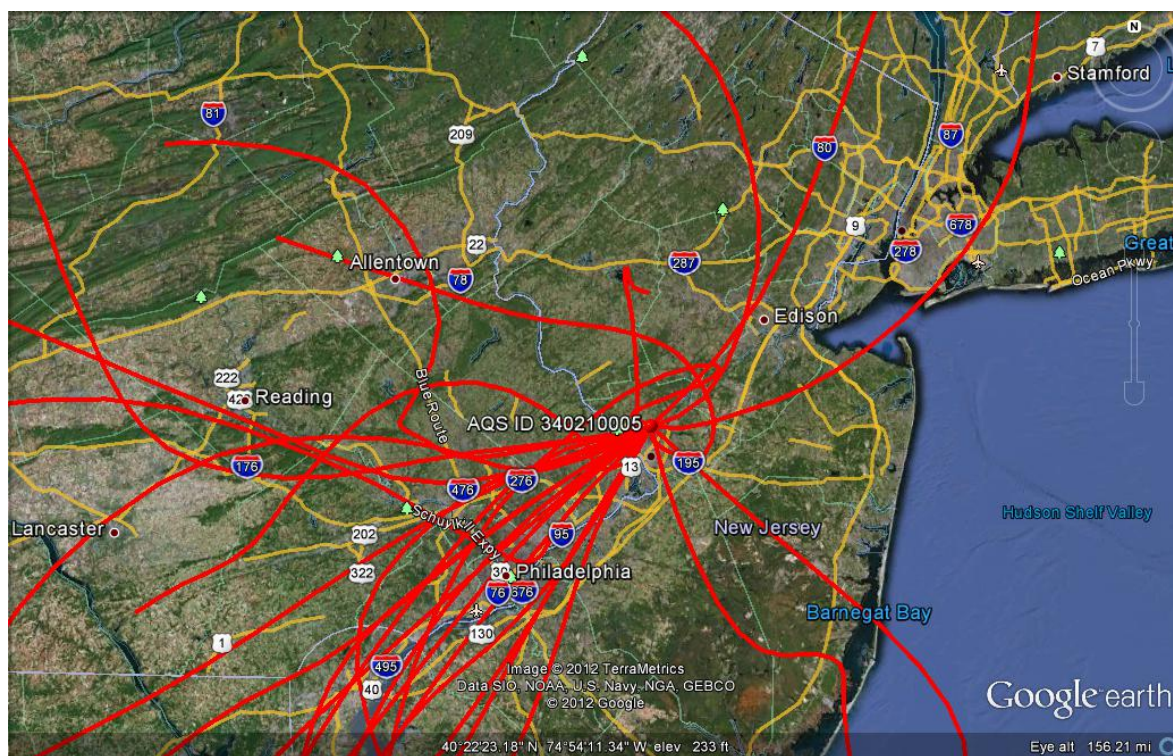 N
7
Stamford
81
209
80
87
9
678
278
Great
22
Allentown
78
287
Ocean Pkwy
Edison
222
Reading
Blue Route
AQS ID 340210005
13
195
176
476
276
Hudson Shelf Valley
Lancaster
202
Schuylkill Expy
95
New Jersey
322
30
Philadelphia
76
676
Barnegat Bay
130
1
495
40
Image © 2012 TerraMetrics
Data SIO, NOAA, U.S. Navy, NGA, GEBCO
© 2012 Google
Google earth
40°22'23.18" N 74°54'11.34" W elev 233 ft
Eye alt 156.21 mi